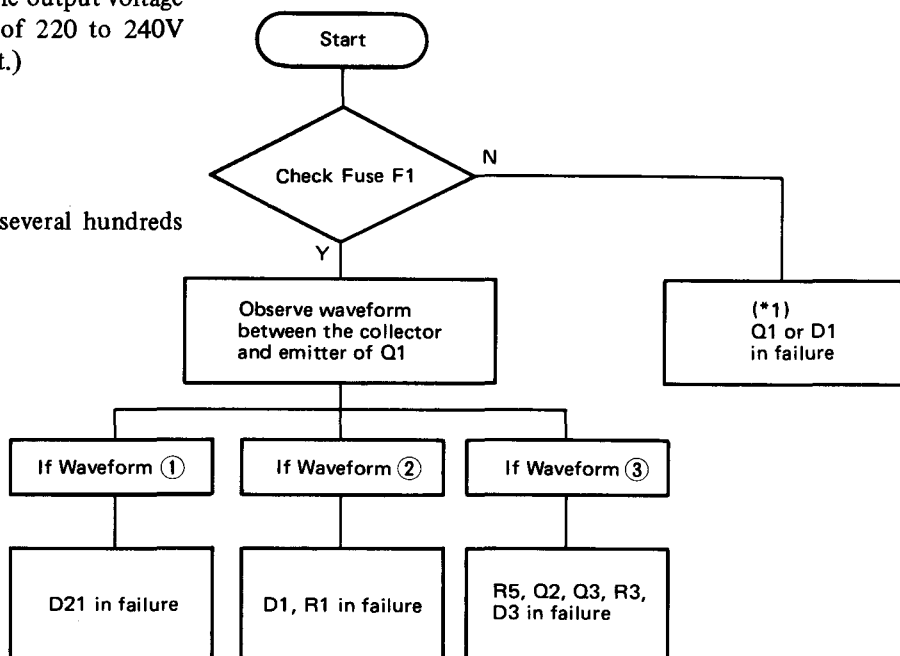 ne output voltage
of 220 to 240V
t.)
several hundreds
Start
Check Fuse F1
N
Y
Observe waveform
between the collector
and emitter of Q1
(*1)
Q1 or D1
in failure
If Waveform ①
If Waveform ②
If Waveform ③
D21 in failure
D1, R1 in failure
R5, Q2, Q3, R3,
D3 in failure